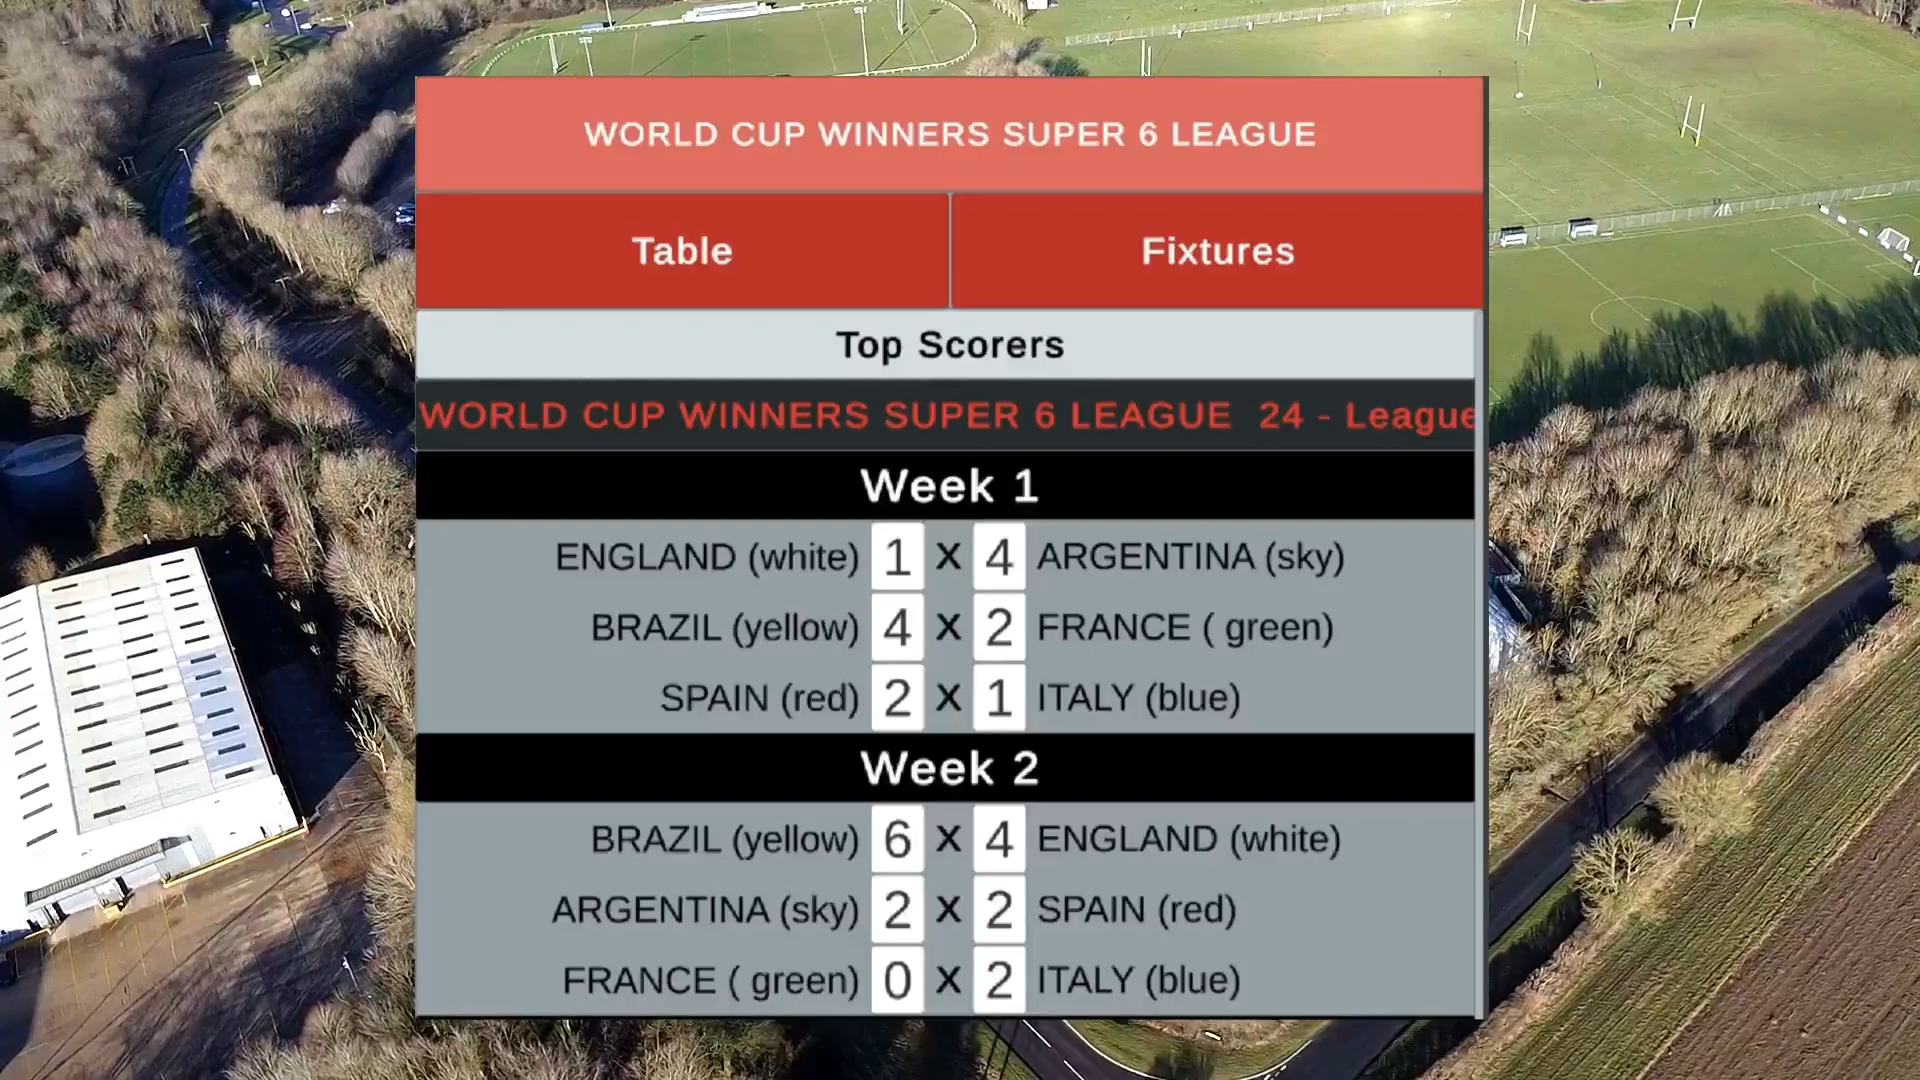 WORLD CUP WINNERS SUPER 6 LEAGUE
Table Fixtures
Top Scorers
WORLD CUP WINNERS SUPER 6 LEAGUE 24 - League
Week 1
ENGLAND (white) 1 X 4 ARGENTINA (sky)
BRAZIL (yellow) 4 X 2 FRANCE ( green)
SPAIN (red) 2 X 1 ITALY (blue)
Week 2
BRAZIL (yellow) 6 X 4 ENGLAND (white)
ARGENTINA (sky) 2 X 2 SPAIN (red)
FRANCE ( green) 0 X 2 ITALY (blue)